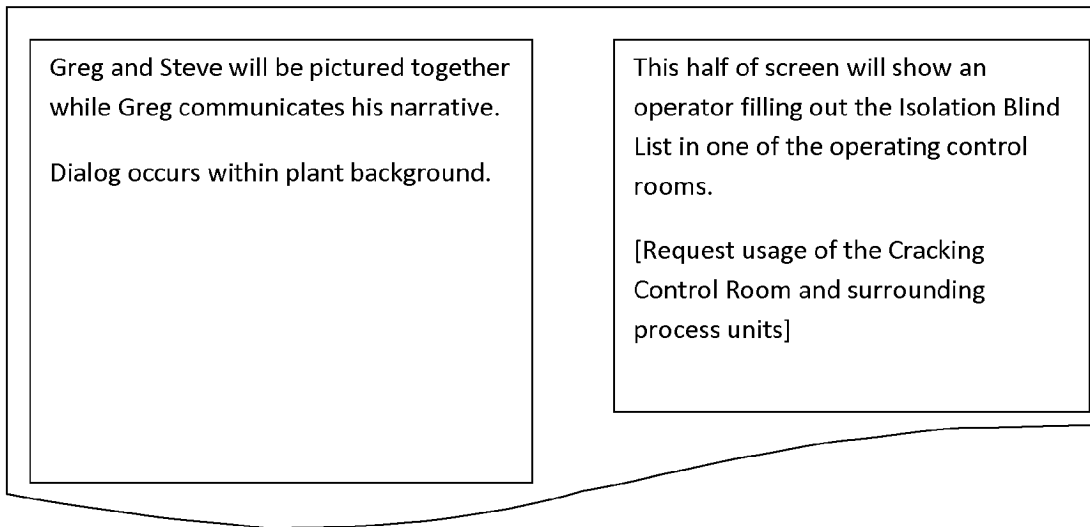 Greg and Steve will be pictured together
while Greg communicates his narrative.
Dialog occurs within plant background.
This half of screen will show an
operator filling out the Isolation Blind
List in one of the operating control
rooms.
[Request usage of the Cracking
Control Room and surrounding
process units]